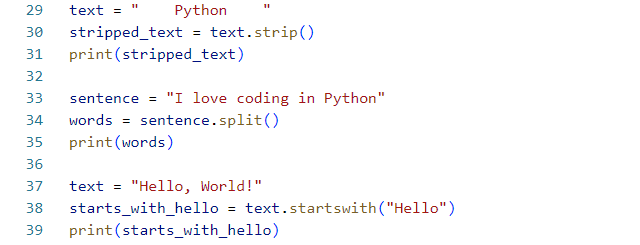 29 text = "    Python    "
30 stripped_text = text.strip()
31 print(stripped_text)
32
33 sentence = "I love coding in Python"
34 words = sentence.split()
35 print(words)
36
37 text = "Hello, World!"
38 starts_with_hello = text.startswith("Hello")
39 print(starts_with_hello)